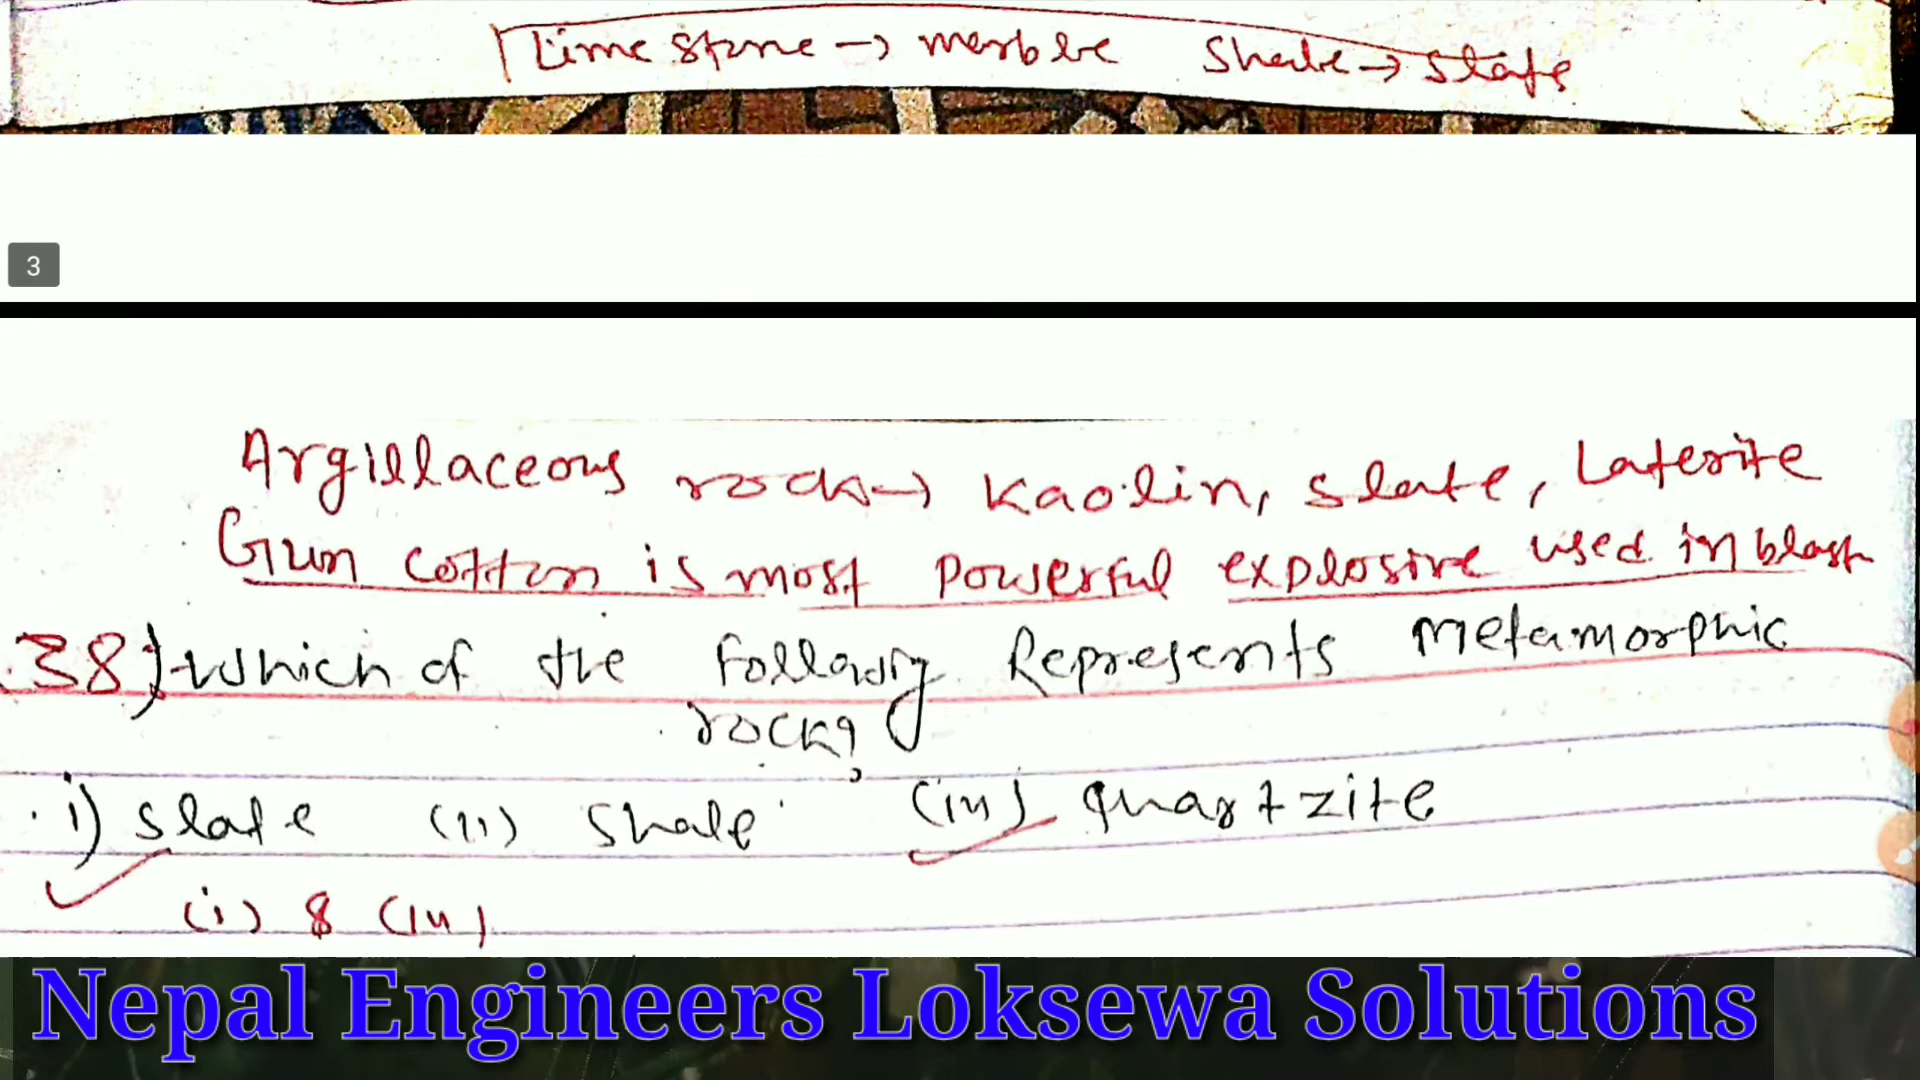 Lime stone → marble Shale → slate
3
Argillaceous rock → Kaolin, slate, Laterite
Gun cotton is most powerful explosive used in blast
38) Which of the following Represents metamorphic
rock?
i) slate (ii) Shale (iii) quartzite
(i) & (iii)
Nepal Engineers Loksewa Solutions